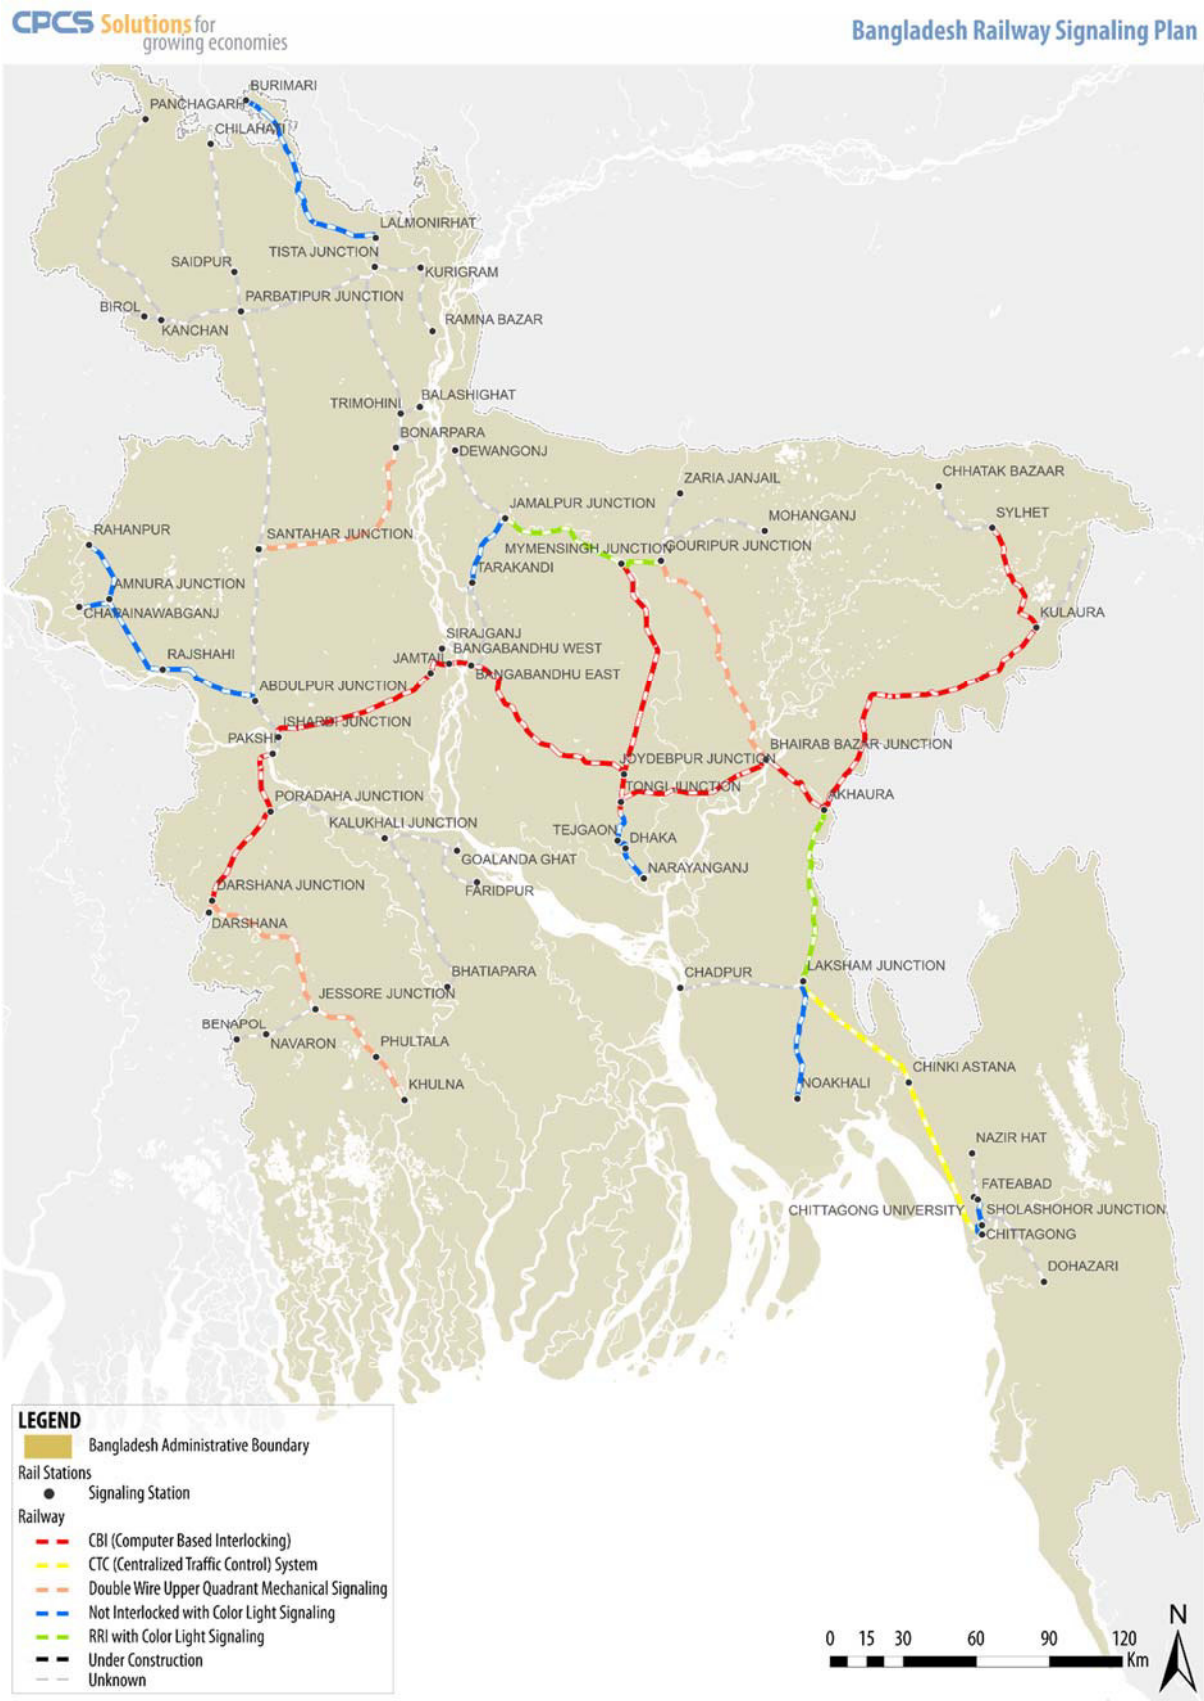 CPCS Solutions for
growing economies
Bangladesh Railway Signaling Plan
BURIMARI
PANCHAGARH
CHILAHATI
LALMONIRHAT
TISTA JUNCTION
SAIDPUR
KURIGRAM
PARBATIPUR JUNCTION
BIROL
KANCHAN
RAMNA BAZAR
BALASHIGHAT
TRIMOHINI
BONARPARA
DEWANGONJ
CHHATAK BAZAAR
ZARIA JANJAIL
JAMALPUR JUNCTION
SYLHET
MOHANGANJ
RAHANPUR
SANTAHAR JUNCTION
MYMENSINGH JUNCTION
GOURIPUR JUNCTION
TARAKANDI
AMNURA JUNCTION
CHAPAINAWABGANJ
KULAURA
SIRAJGANJ
BANGABANDHU WEST
RAJSHAHI
JAMTAIL
BANGABANDHU EAST
ABDULPUR JUNCTION
ISHARDI JUNCTION
PAKSHI
BHAIRAB BAZAR JUNCTION
JOYDEBPUR JUNCTION
TONGI JUNCTION
PORADAHA JUNCTION
AKHAURA
KALUKHALI JUNCTION
TEJGAON
DHAKA
GOALANDA GHAT
NARAYANGANJ
DARSHANA JUNCTION
FARIDPUR
DARSHANA
LAKSHAM JUNCTION
BHATIAPARA
CHADPUR
JESSORE JUNCTION
BENAPOL
NAVARON
PHULTALA
CHINKI ASTANA
KHULNA
NOAKHALI
NAZIR HAT
FATEABAD
CHITTAGONG UNIVERSITY
SHOLASHOHOR JUNCTION
CHITTAGONG
DOHAZARI
LEGEND
Bangladesh Administrative Boundary
Rail Stations
Signaling Station
Railway
CBI (Computer Based Interlocking)
CTC (Centralized Traffic Control) System
Double Wire Upper Quadrant Mechanical Signaling
Not Interlocked with Color Light Signaling
RRI with Color Light Signaling
Under Construction
Unknown
N
0 15 30 60 90 120
Km